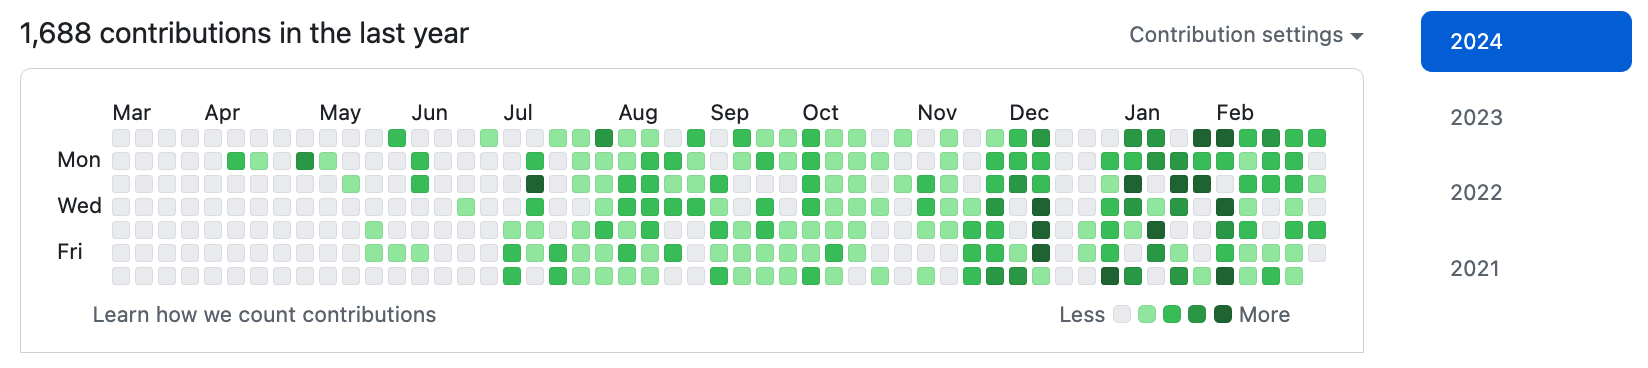 1,688 contributions in the last year
Contribution settings
2024
2023
2022
2021
Mar Apr May Jun Jul Aug Sep Oct Nov Dec Jan Feb
Mon
Wed
Fri
Learn how we count contributions
Less More